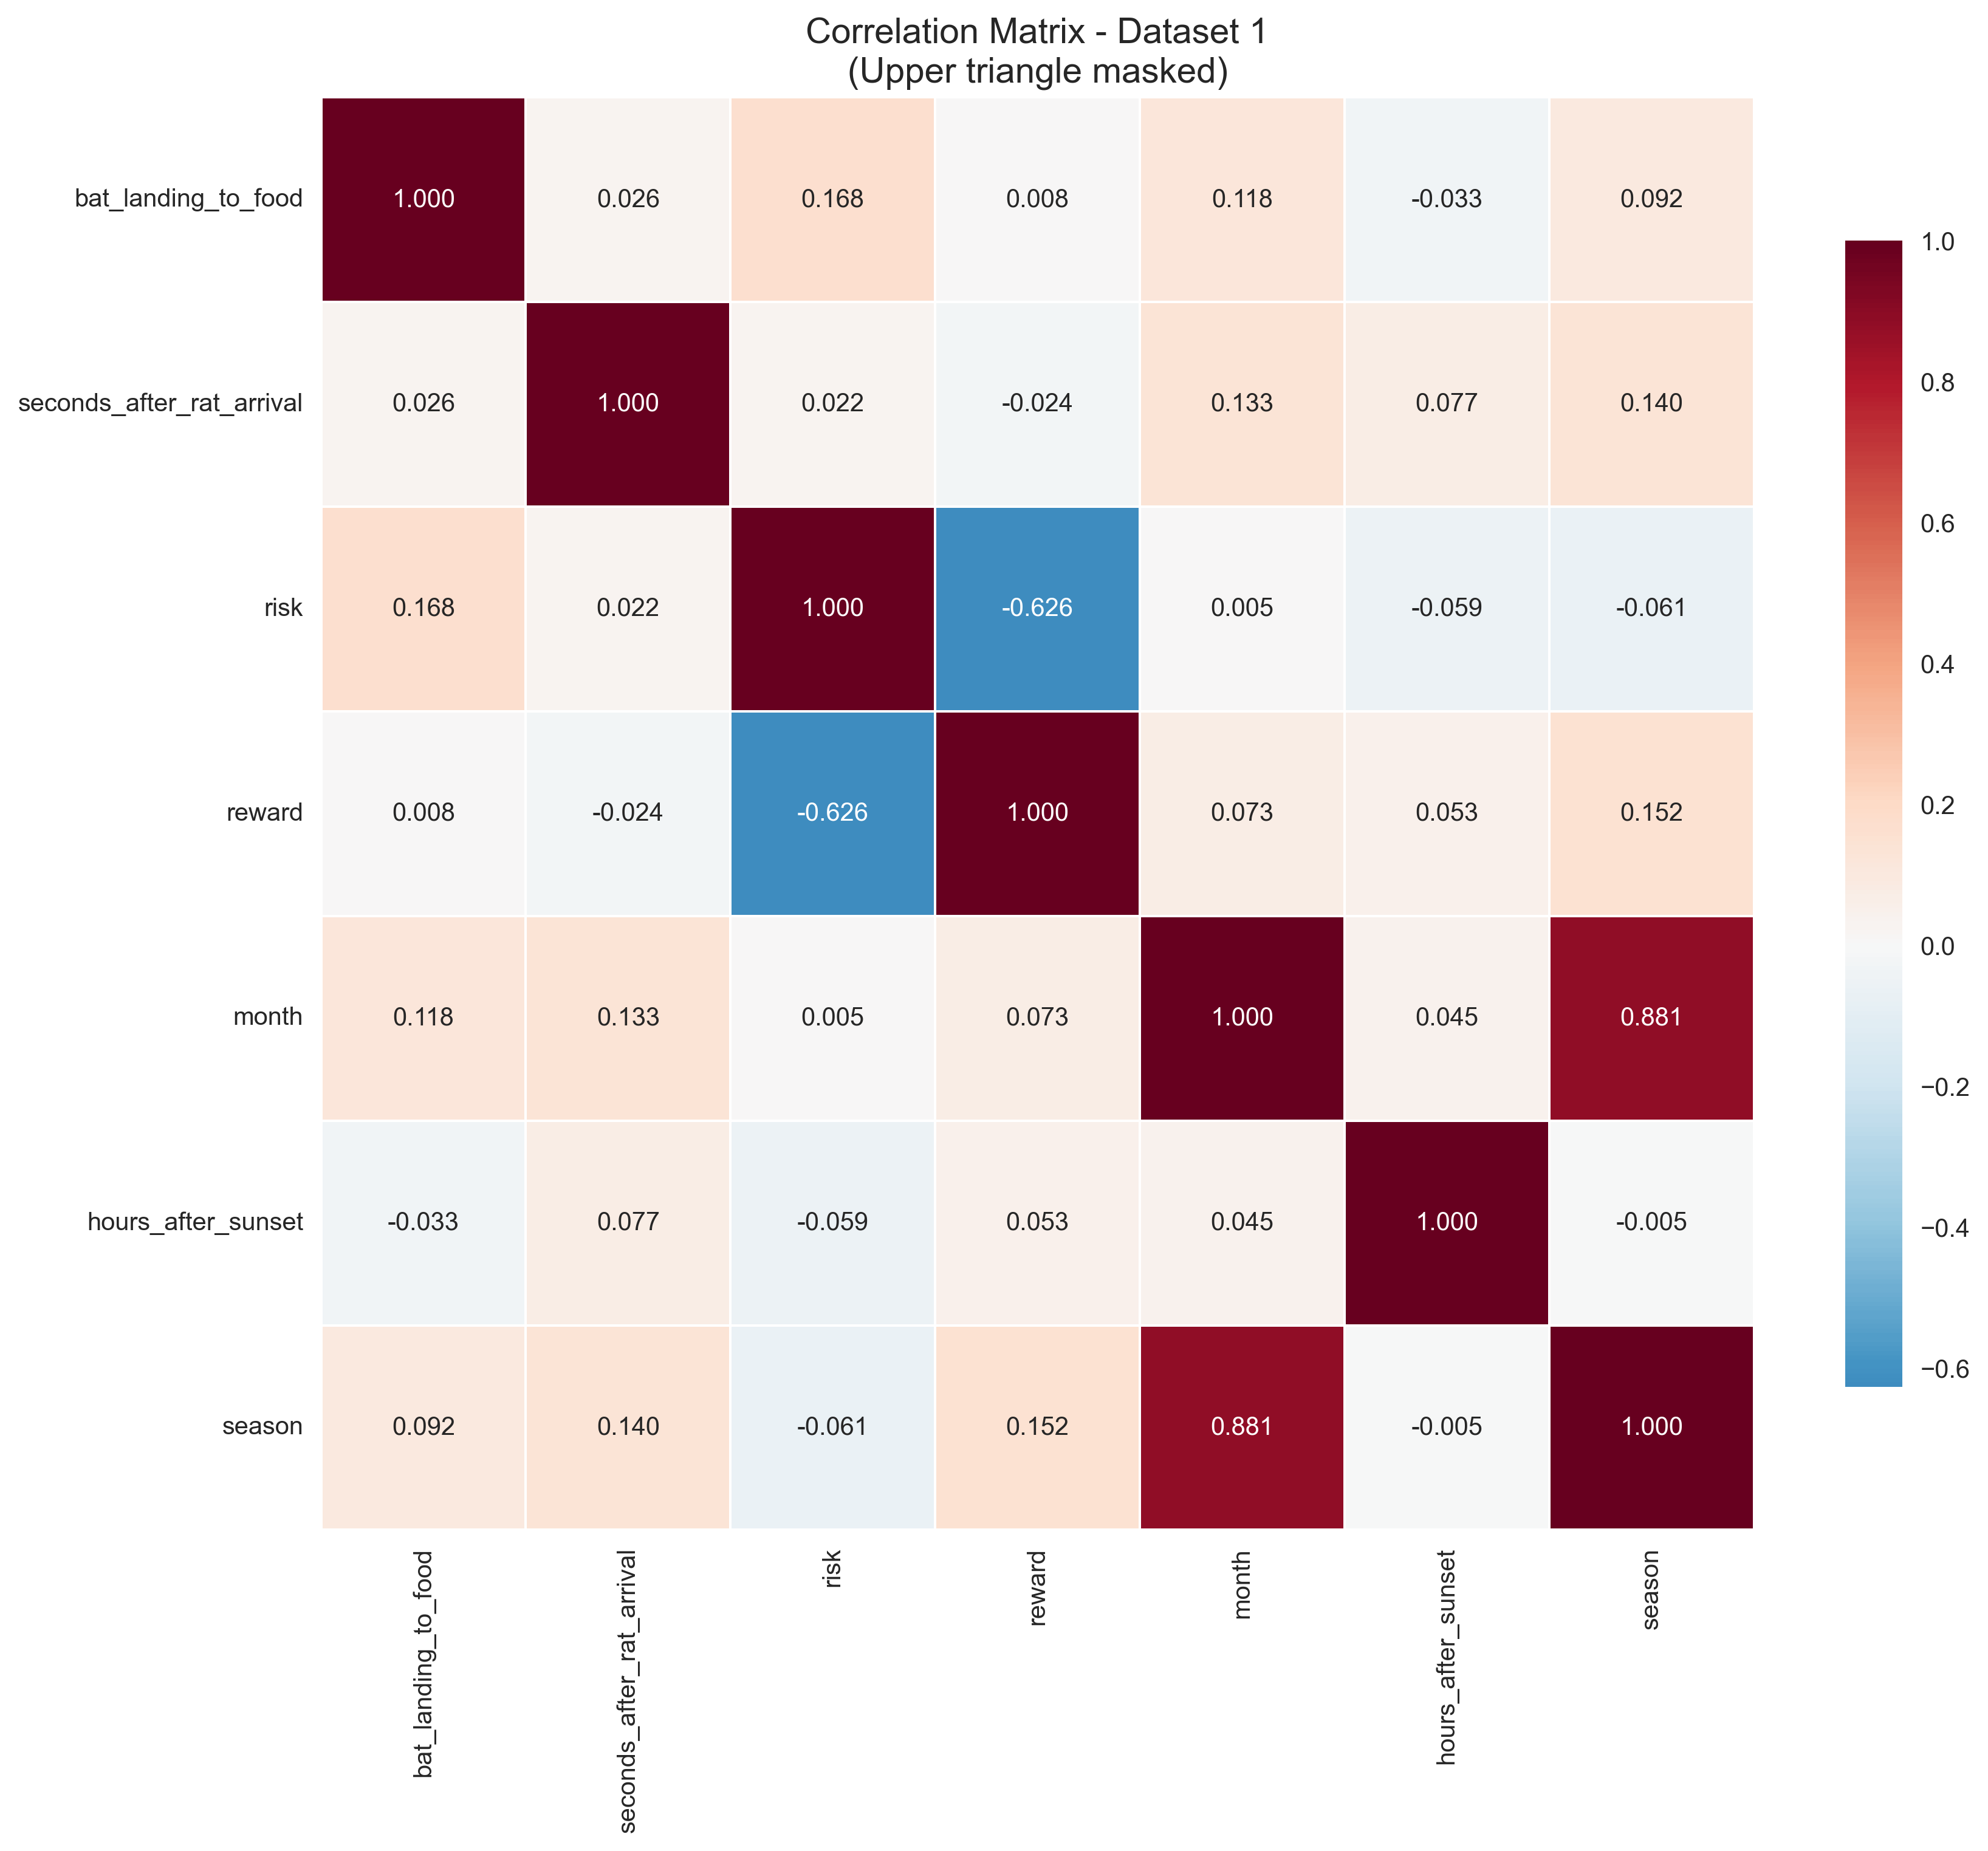 Correlation Matrix - Dataset 1
(Upper triangle masked)
bat_landing_to_food 1.000 0.026 0.168 0.008 0.118 -0.033 0.092
seconds_after_rat_arrival 0.026 1.000 0.022 -0.024 0.133 0.077 0.140
risk 0.168 0.022 1.000 -0.626 0.005 -0.059 -0.061
reward 0.008 -0.024 -0.626 1.000 0.073 0.053 0.152
month 0.118 0.133 0.005 0.073 1.000 0.045 0.881
hours_after_sunset -0.033 0.077 -0.059 0.053 0.045 1.000 -0.005
season 0.092 0.140 -0.061 0.152 0.881 -0.005 1.000
bat_landing_to_food
seconds_after_rat_arrival
risk
reward
month
hours_after_sunset
season
1.0
0.8
0.6
0.4
0.2
0.0
−0.2
−0.4
−0.6